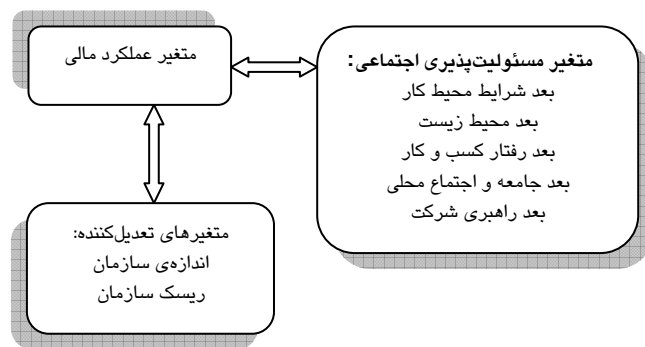 متغیر عملکرد مالی
متغیر مسئولیت‌پذیری اجتماعی:
بعد شرایط محیط کار
بعد محیط زیست
بعد رفتار کسب و کار
بعد جامعه و اجتماع محلی
بعد راهبری شرکت
متغیرهای تعدیل‌کننده:
اندازه‌ی سازمان
ریسک سازمان